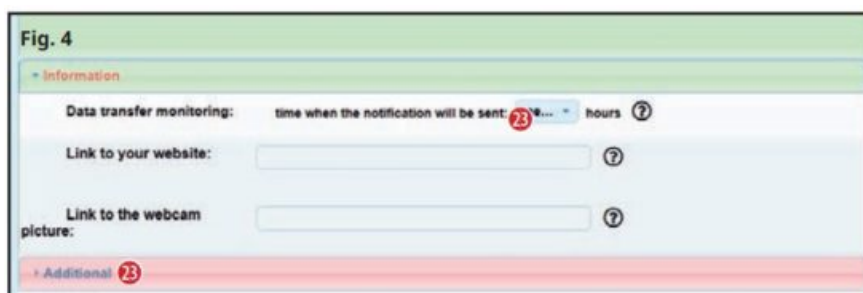 Fig. 4
Information
Data transfer monitoring: time when the notification will be sent: 23 hours ?
Link to your website: ?
Link to the webcam
picture: ?
Additional 23